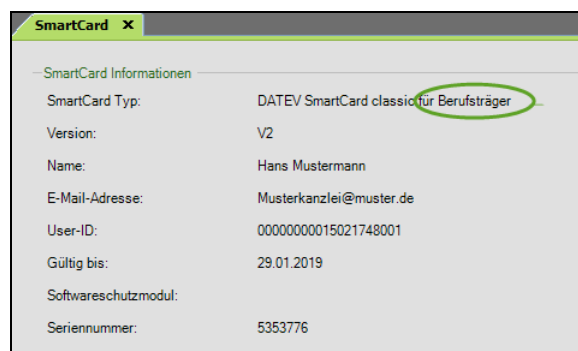 SmartCard X
SmartCard Informationen
SmartCard Typ: DATEV SmartCard classic für Berufsträger
Version: V2
Name: Hans Mustermann
E-Mail-Adresse: Musterkanzlei@muster.de
User-ID: 00000000015021748001
Gültig bis: 29.01.2019
Softwareschutzmodul:
Seriennummer: 5353776